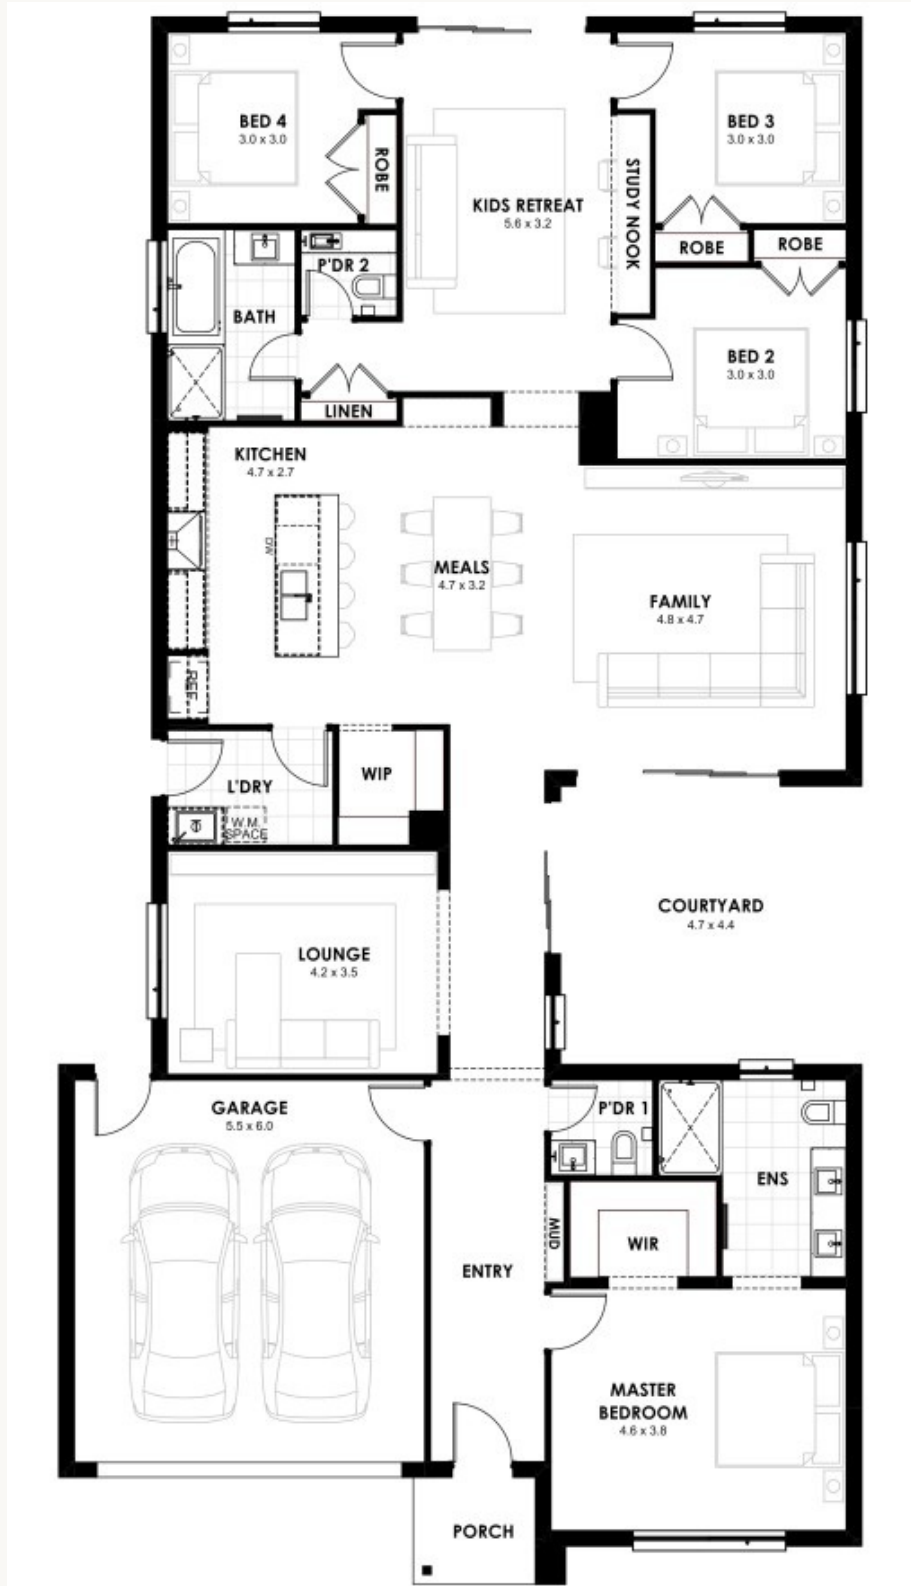 BED 4
3.0 x 3.0
ROBE
KIDS RETREAT
5.6 x 3.2
STUDY NOOK
BED 3
3.0 x 3.0
ROBE
ROBE
P'DR 2
BATH
LINEN
BED 2
3.0 x 3.0
KITCHEN
4.7 x 2.7
DW
MEALS
4.7 x 3.2
FAMILY
4.8 x 4.7
REF.
L'DRY
W.M.
SPACE
WIP
LOUNGE
4.2 x 3.5
COURTYARD
4.7 x 4.4
GARAGE
5.5 x 6.0
P'DR 1
ENS
MUD
WIR
ENTRY
MASTER
BEDROOM
4.6 x 3.8
PORCH